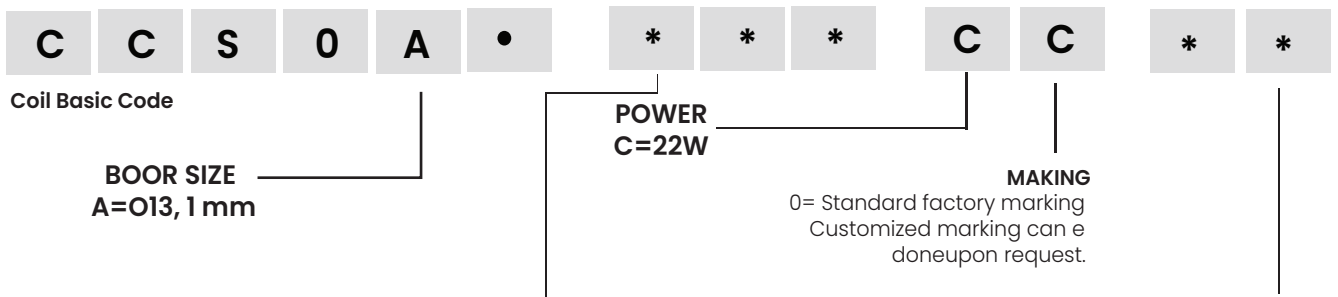 C C S 0 A • * * * C C * *
Coil Basic Code
POWER
C=22W
BOOR SIZE
A=O13, 1 mm
MAKING
0= Standard factory marking
Customized marking can e
doneupon request.